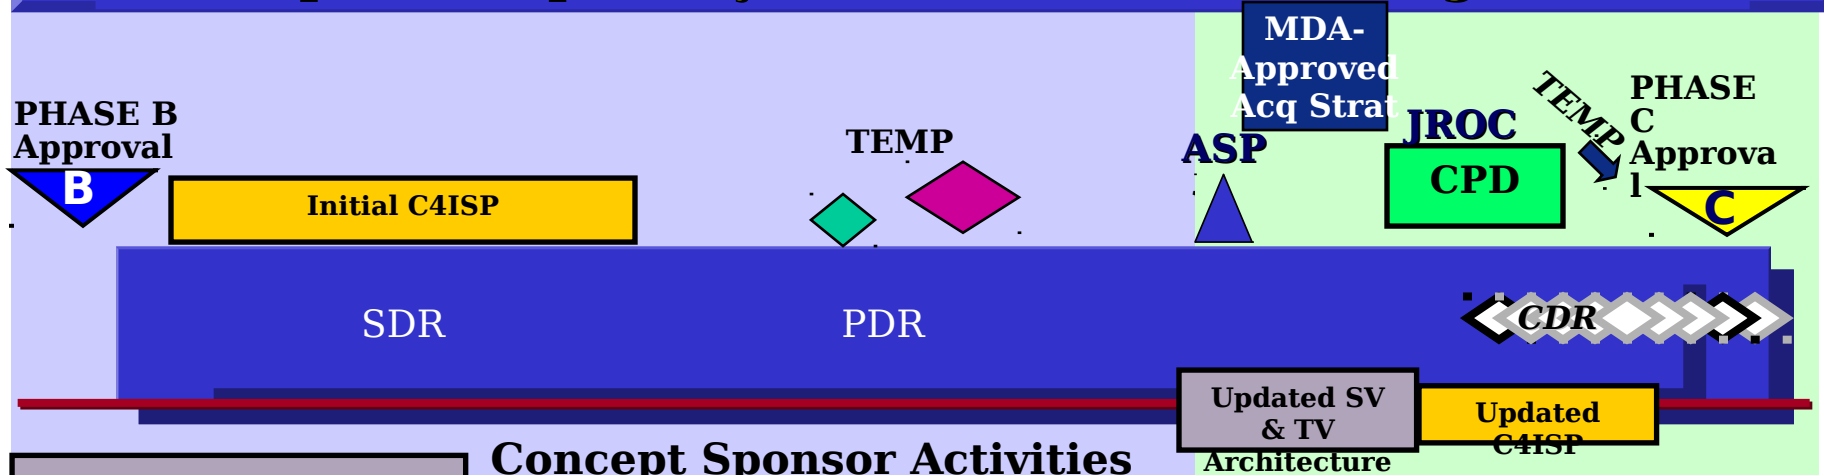 MDA-
Approved
Acq Strat
PHASE B
Approval
B
Initial C4ISP
TEMP
ASP
JROC
CPD
TEMP
PHASE
C
Approva
l
C
SDR
PDR
CDR
Updated SV
& TV
Architecture
Updated
C4ISP
Concept Sponsor Activities